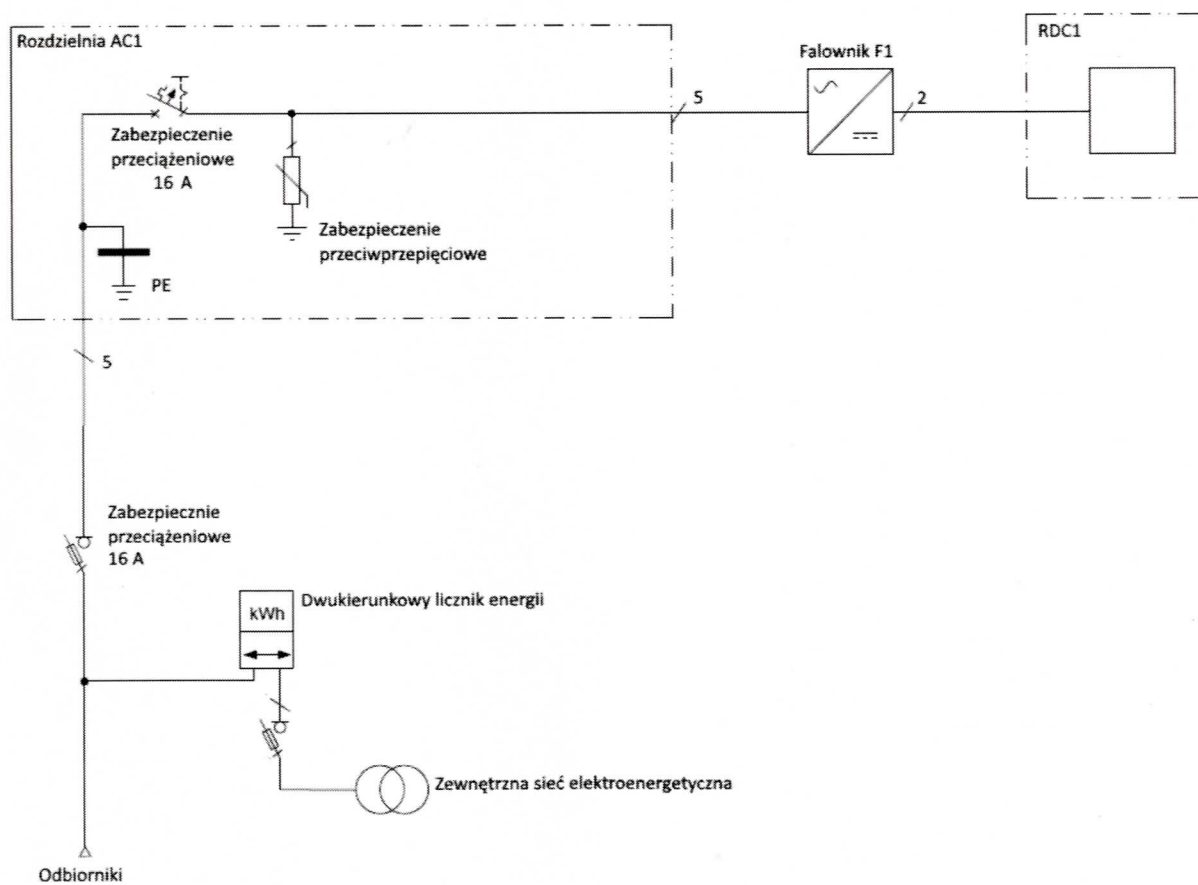 Rozdzielnia AC1
RDC1
Falownik F1
5
2
Zabezpieczenie
przeciążeniowe
16 A
Zabezpieczenie
przeciwprzepięciowe
PE
5
Zabezpiecznie
przeciążeniowe
16 A
kWh
Dwukierunkowy licznik energii
Zewnętrzna sieć elektroenergetyczna
Odbiorniki